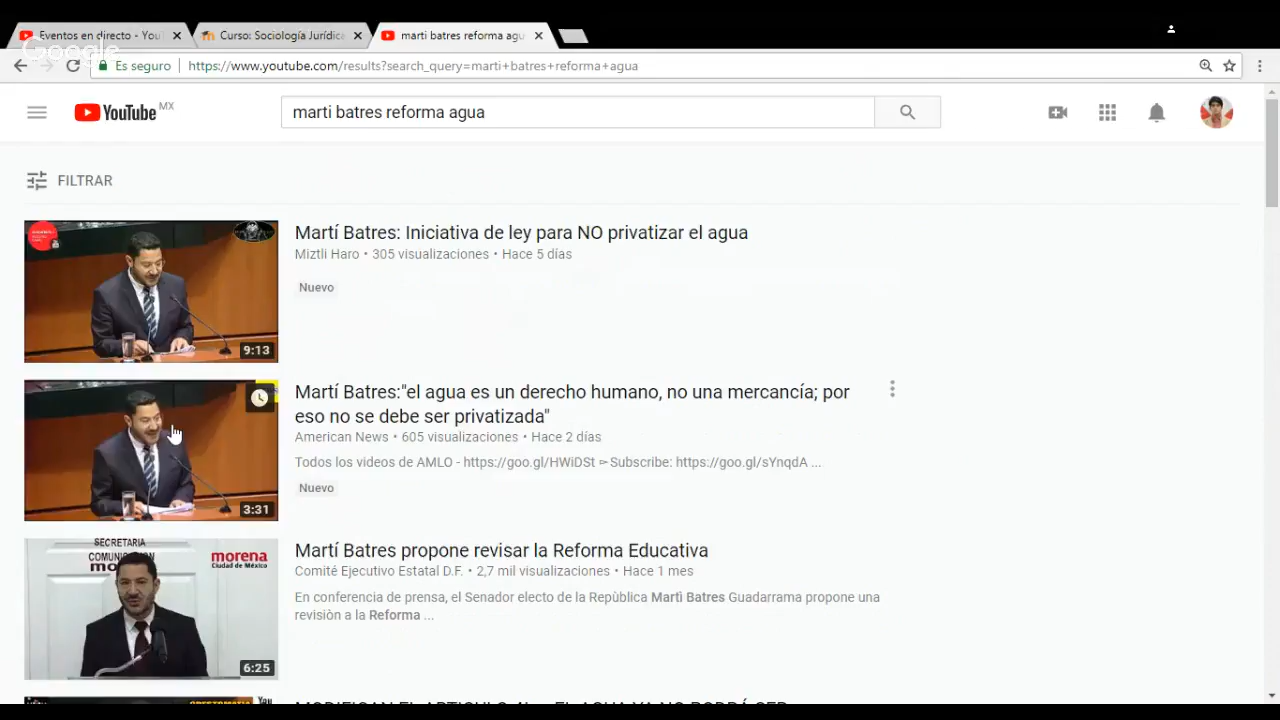 Eventos en directo - You
Curso: Sociología Jurídica
marti batres reforma agu
Google
Es seguro
https://www.youtube.com/results?search_query=marti+batres+reforma+agua
YouTube MX
marti batres reforma agua
FILTRAR
Martí Batres: Iniciativa de ley para NO privatizar el agua
Miztli Haro • 305 visualizaciones • Hace 5 días
Nuevo
9:13
Martí Batres:"el agua es un derecho humano, no una mercancía; por
eso no se debe ser privatizada"
American News • 605 visualizaciones • Hace 2 días
Todos los videos de AMLO - https://goo.gl/HWiDSt ➣Subscribe: https://goo.gl/sYnqdA ...
Nuevo
3:31
SECRETARIA
morena
Ciudad de México
Martí Batres propone revisar la Reforma Educativa
Comité Ejecutivo Estatal D.F. • 2,7 mil visualizaciones • Hace 1 mes
En conferencia de prensa, el Senador electo de la Repùblica Martì Batres Guadarrama propone una
revisiòn a la Reforma ...
6:25